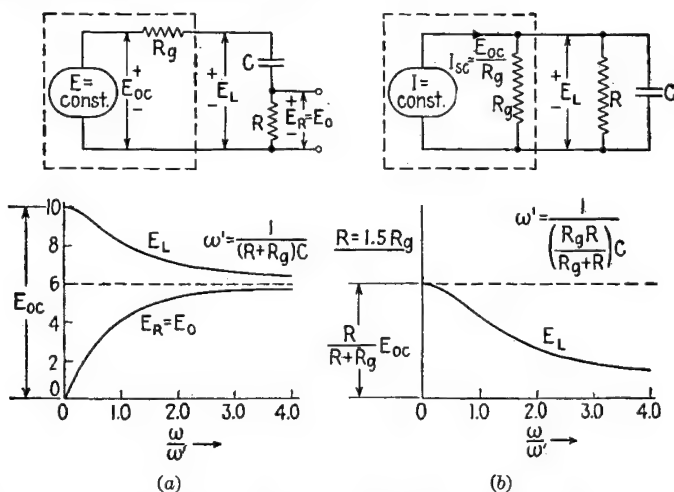 E= const.
+ E_OC -
R_g
+ E_L -
C
R
+ E_R=E_O -
I= const.
I_SC=E_OC/R_g
R_g
+ E_L -
R
C
10
8
6
4
2
0
E_OC
E_L
ω'=1/((R+R_g)C)
E_R=E_O
0 1.0 2.0 3.0 4.0
ω/ω' →
(a)
R=1.5R_g
ω'=1/((R_gR/(R_g+R))C)
R/(R+R_g) E_OC
E_L
0 1.0 2.0 3.0 4.0
ω/ω' →
(b)